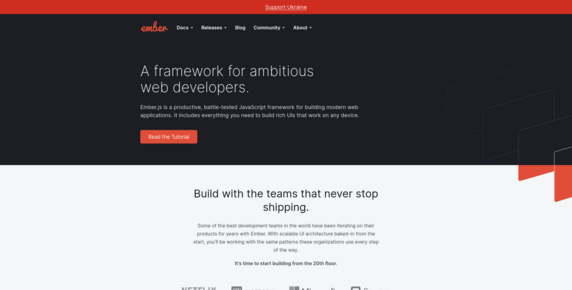 Support Ukraine
ember Docs Releases Blog Community About
A framework for ambitious
web developers.
Ember.js is a productive, battle-tested JavaScript framework for building modern web
applications. It includes everything you need to build rich UIs that work on any device.
Read the Tutorial
Build with the teams that never stop
shipping.
Some of the best development teams in the world have been iterating on their
products for years with Ember. With scalable UI architecture baked-in from the
start, you'll be working with the same patterns these organizations use every step
of the way.
It's time to start building from the 20th floor.
NETFLIX